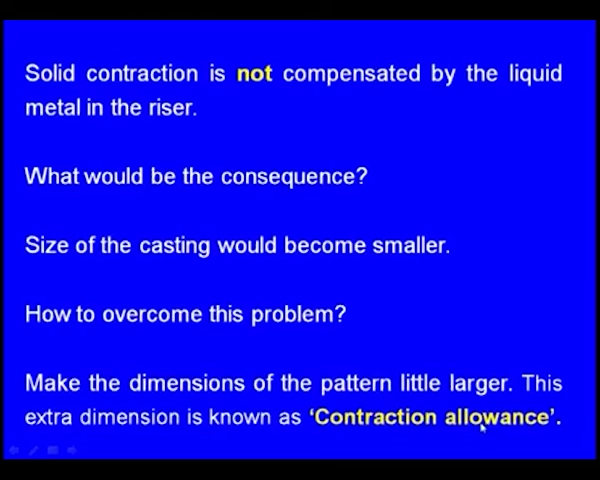 Solid contraction is not compensated by the liquid
metal in the riser.
What would be the consequence?
Size of the casting would become smaller.
How to overcome this problem?
Make the dimensions of the pattern little larger. This
extra dimension is known as ‘Contraction allowance’.